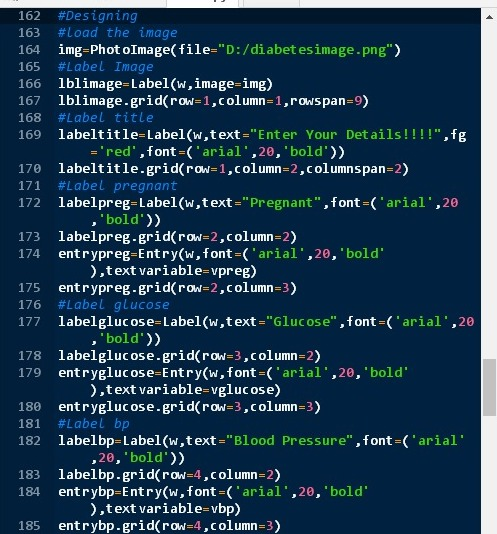 162 #Designing
163 #load the image
164 img=PhotoImage(file="D:/diabetesimage.png")
165 #Label Image
166 lblimage=Label(w,image=img)
167 lblimage.grid(row=1,column=1,rowspan=9)
168 #Label title
169 labeltitle=Label(w,text="Enter Your Details!!!!",fg
='red',font=('arial',20,'bold'))
170 labeltitle.grid(row=1,column=2,columnspan=2)
171 #Label pregnant
172 labelpreg=Label(w,text="Pregnant",font=('arial',20
,'bold'))
173 labelpreg.grid(row=2,column=2)
174 entrypreg=Entry(w,font=('arial',20,'bold'
),textvariable=vpreg)
175 entrypreg.grid(row=2,column=3)
176 #Label glucose
177 labelglucose=Label(w,text="Glucose",font=('arial',20
,'bold'))
178 labelglucose.grid(row=3,column=2)
179 entryglucose=Entry(w,font=('arial',20,'bold'
),textvariable=vglucose)
180 entryglucose.grid(row=3,column=3)
181 #Label bp
182 labelbp=Label(w,text="Blood Pressure",font=('arial'
,20,'bold'))
183 labelbp.grid(row=4,column=2)
184 entrybp=Entry(w,font=('arial',20,'bold'
),textvariable=vbp)
185 entrybp.grid(row=4,column=3)